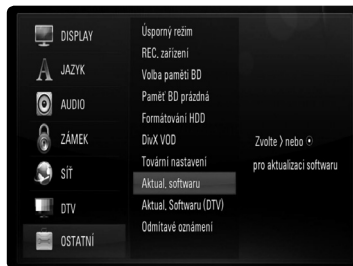 DISPLAY
JAZYK
AUDIO
ZÁMEK
SÍŤ
DTV
OSTATNÍ
Úsporný režim
REC, zařízení
Volba paměti BD
Paměť BD prázdná
Formátování HDD
DivX VOD
Tovární nastavení
Aktual, softwaru
Aktual, Softwaru (DTV)
Odmítavé oznámení
Zvolte › nebo ⊙
pro aktualizaci softwaru